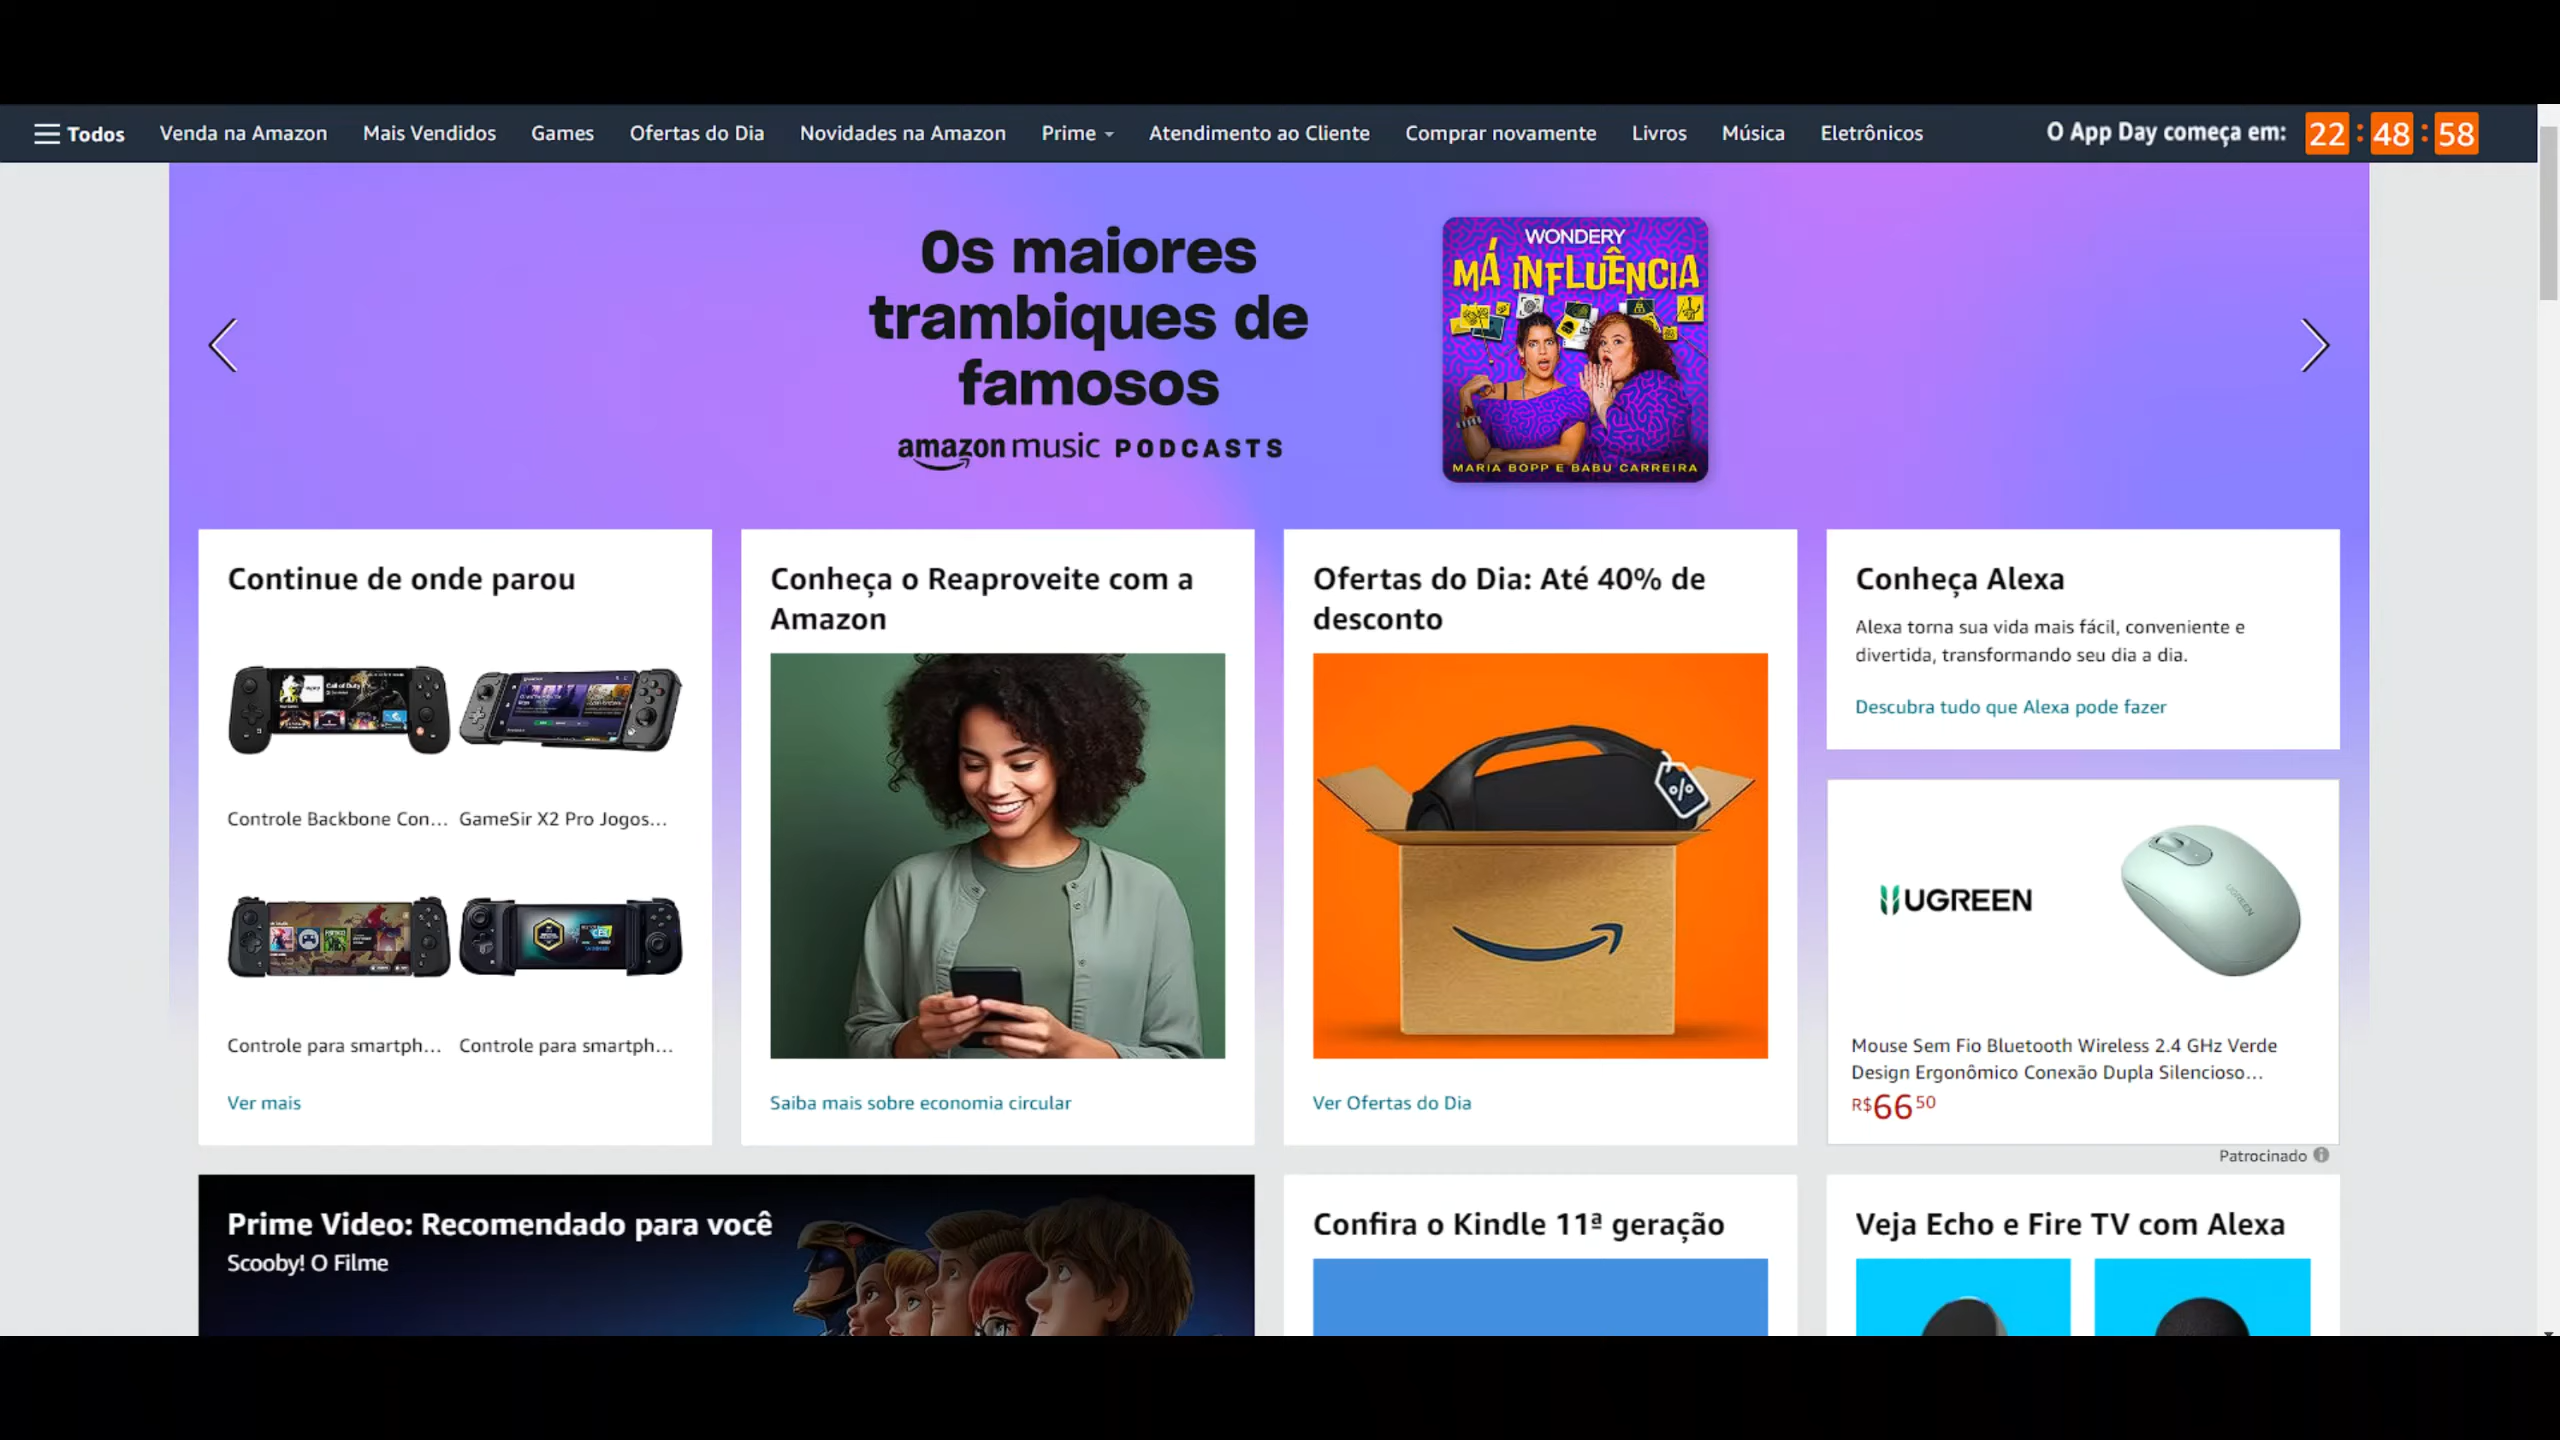 Todos
Venda na Amazon
Mais Vendidos
Games
Ofertas do Dia
Novidades na Amazon
Prime
Atendimento ao Cliente
Comprar novamente
Livros
Música
Eletrônicos
O App Day começa em: 22 : 48 : 58
Os maiores
trambiques de
famosos
amazon music PODCASTS
WONDERY
MÁ INFLUÊNCIA
MARIA BOPP E BABU CARREIRA
Continue de onde parou
Controle Backbone Con...
GameSir X2 Pro Jogos...
Controle para smartph...
Controle para smartph...
Ver mais
Conheça o Reaproveite com a
Amazon
Saiba mais sobre economia circular
Ofertas do Dia: Até 40% de
desconto
%
Ver Ofertas do Dia
Conheça Alexa
Alexa torna sua vida mais fácil, conveniente e
divertida, transformando seu dia a dia.
Descubra tudo que Alexa pode fazer
UGREEN
UGREEN
Mouse Sem Fio Bluetooth Wireless 2.4 GHz Verde
Design Ergonômico Conexão Dupla Silencioso...
R$66 50
Patrocinado
Prime Video: Recomendado para você
Scooby! O Filme
Confira o Kindle 11ª geração
Veja Echo e Fire TV com Alexa